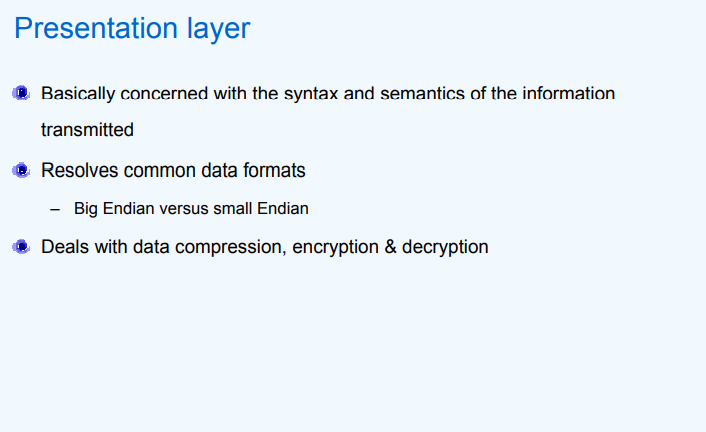 Presentation layer
Basically concerned with the syntax and semantics of the information
transmitted
Resolves common data formats
– Big Endian versus small Endian
Deals with data compression, encryption & decryption